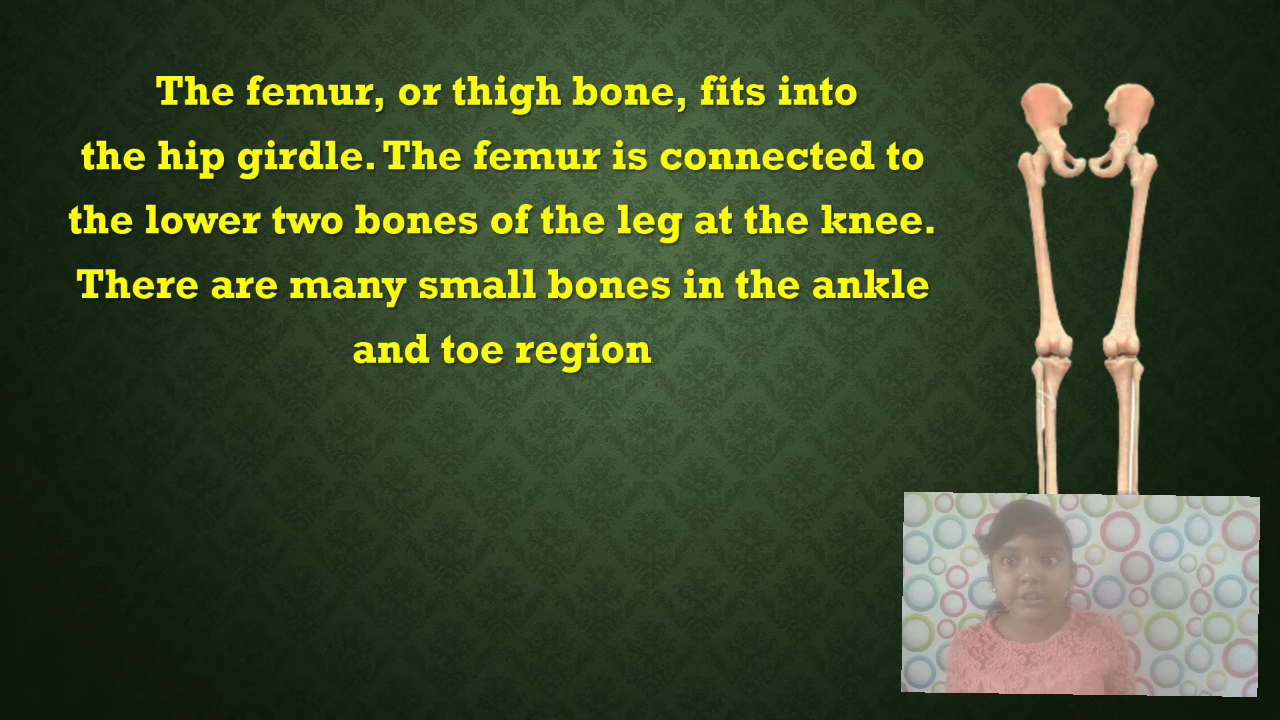 The femur, or thigh bone, fits into
the hip girdle. The femur is connected to
the lower two bones of the leg at the knee.
There are many small bones in the ankle
and toe region